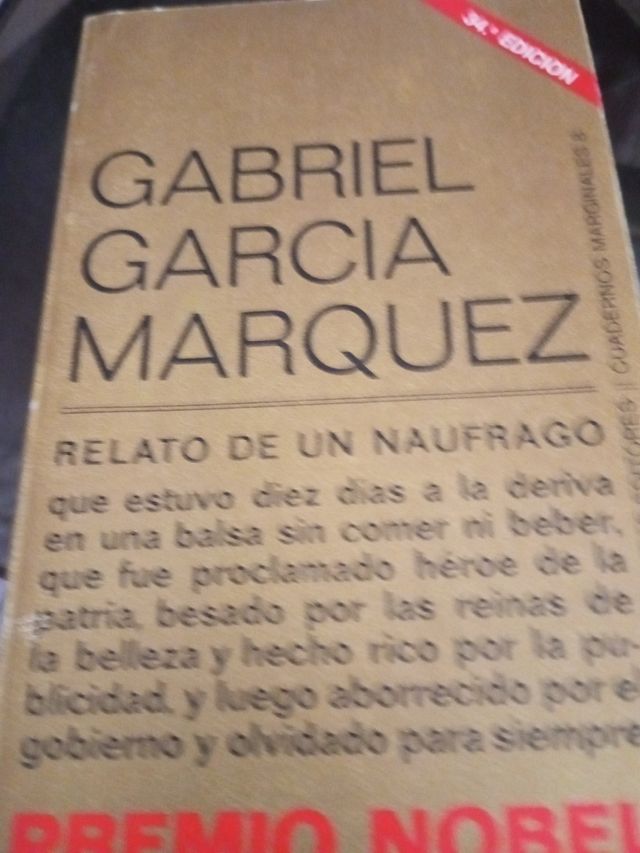 34.ª EDICION
GABRIEL
GARCIA
MARQUEZ
RELATO DE UN NAUFRAGO
que estuvo diez días a la deriva
en una balsa sin comer ni beber,
que fue proclamado héroe de la
patria, besado por las reinas de
la belleza y hecho rico por la pu-
blicidad, y luego aborrecido por el
gobierno y olvidado para siempre
PREMIO NOBEL
CUADERNOS MARGINALES 8